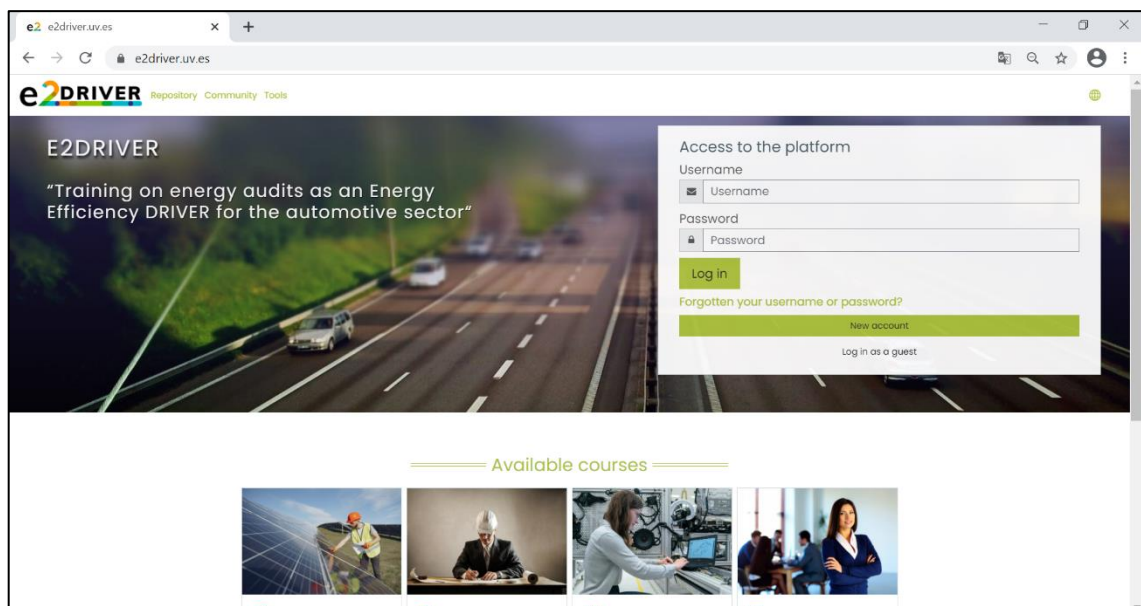 e2 e2driver.uv.es
e2driver.uv.es
e2DRIVER Repository Community Tools
E2DRIVER
“Training on energy audits as an Energy
Efficiency DRIVER for the automotive sector“
Access to the platform
Username
Username
Password
Password
Log in
Forgotten your username or password?
New account
Log in as a guest
Available courses